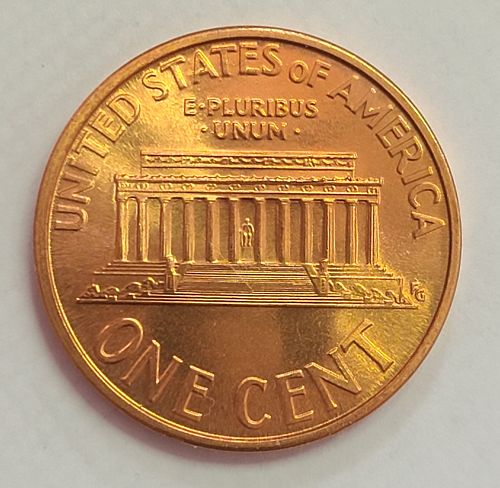 UNITED STATES OF AMERICA
E·PLURIBUS
·UNUM·
FG
ONE CENT